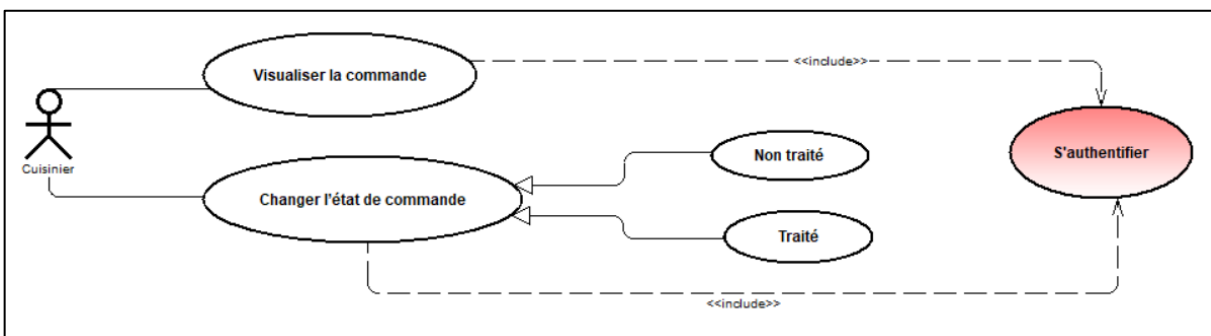 Visualiser la commande
<<include>>
S'authentifier
Non traité
Cuisinier
Changer l'état de commande
Traité
<<include>>